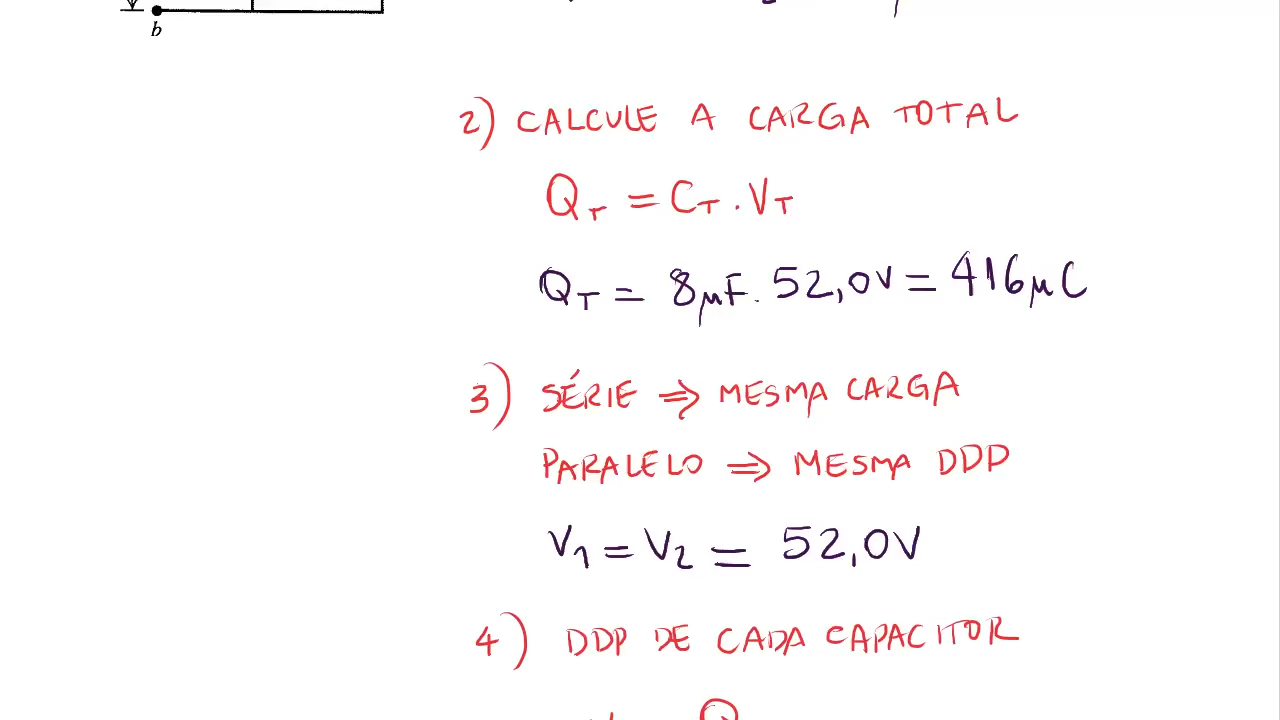 b
2) CALCULE A CARGA TOTAL
Q_T = C_T . V_T
Q_T = 8μF. 52,0V = 416μC
3) SÉRIE ⇒ MESMA CARGA
PARALELO ⇒ MESMA DDP
V_1 = V_2 = 52,0V
4) DDP DE CADA CAPACITOR